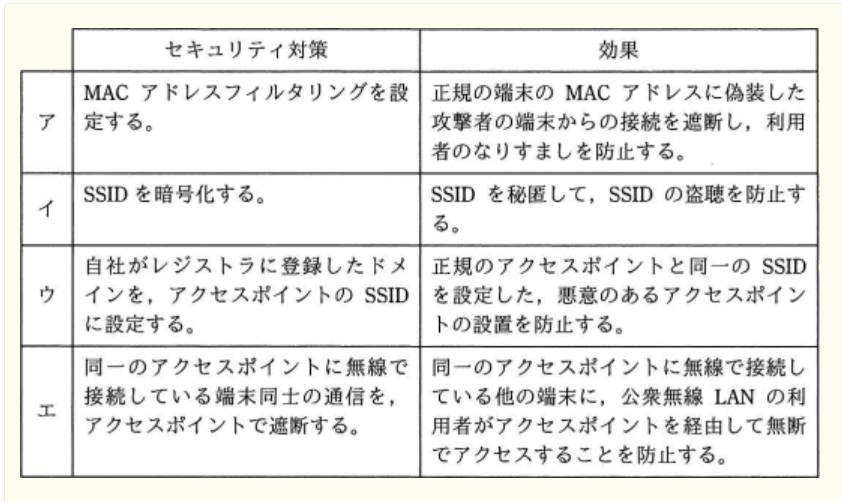 セキュリティ対策 効果
ア
MAC アドレスフィルタリングを設
定する。
正規の端末の MAC アドレスに偽装した
攻撃者の端末からの接続を遮断し，利用
者のなりすましを防止する。
イ
SSID を暗号化する。
SSID を秘匿して，SSID の盗聴を防止す
る。
ウ
自社がレジストラに登録したドメ
インを，アクセスポイントの SSID
に設定する。
正規のアクセスポイントと同一の SSID
を設定した，悪意のあるアクセスポイン
トの設置を防止する。
エ
同一のアクセスポイントに無線で
接続している端末同士の通信を，
アクセスポイントで遮断する。
同一のアクセスポイントに無線で接続し
ている他の端末に，公衆無線 LAN の利
用者がアクセスポイントを経由して無断
でアクセスすることを防止する。